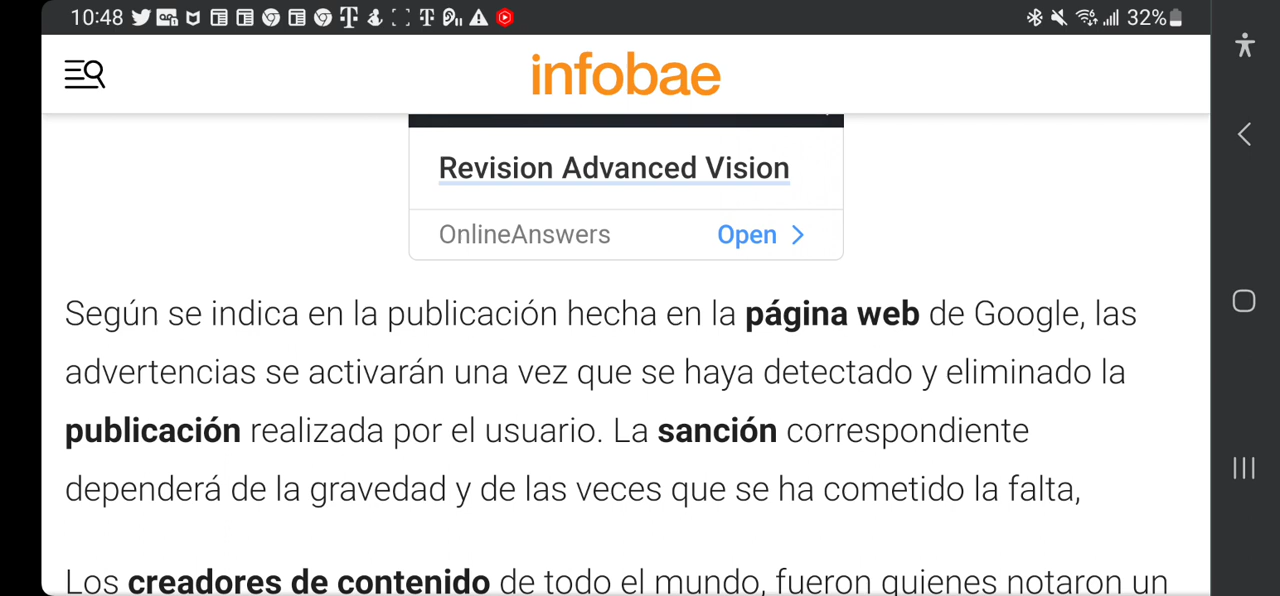 10:48
32%
infobae
Revision Advanced Vision
OnlineAnswers Open
Según se indica en la publicación hecha en la página web de Google, las
advertencias se activarán una vez que se haya detectado y eliminado la
publicación realizada por el usuario. La sanción correspondiente
dependerá de la gravedad y de las veces que se ha cometido la falta,
Los creadores de contenido de todo el mundo, fueron quienes notaron un